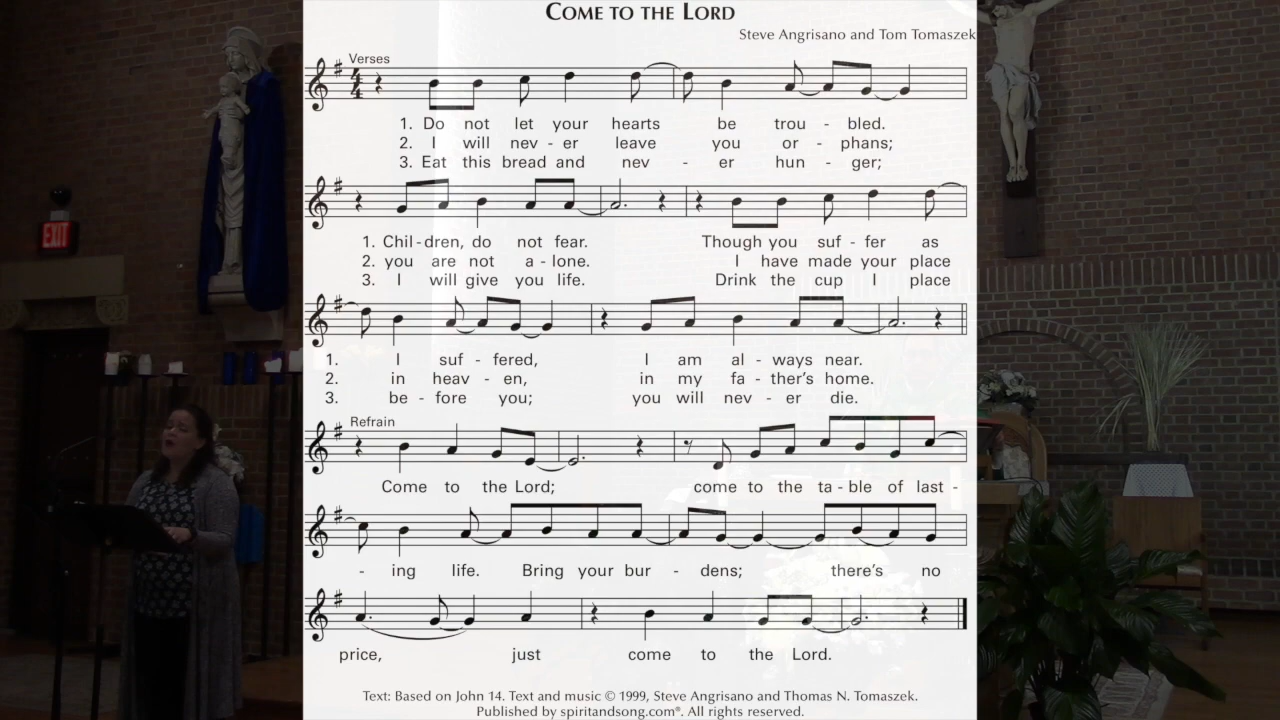 COME TO THE LORD
Steve Angrisano and Tom Tomaszek
Verses
1. Do not let your hearts be trou - bled.
2. I will nev - er leave you or - phans;
3. Eat this bread and nev - er hun - ger;
1. Chil - dren, do not fear. Though you suf - fer as
2. you are not a - lone. I have made your place
3. I will give you life. Drink the cup I place
1. I suf - fered, I am al - ways near.
2. in heav - en, in my fa - ther's home.
3. be - fore you; you will nev - er die.
Refrain
Come to the Lord; come to the ta - ble of last -
- ing life. Bring your bur - dens; there's no
price, just come to the Lord.
Text: Based on John 14. Text and music © 1999, Steve Angrisano and Thomas N. Tomaszek.
Published by spiritandsong.com®. All rights reserved.
EXIT